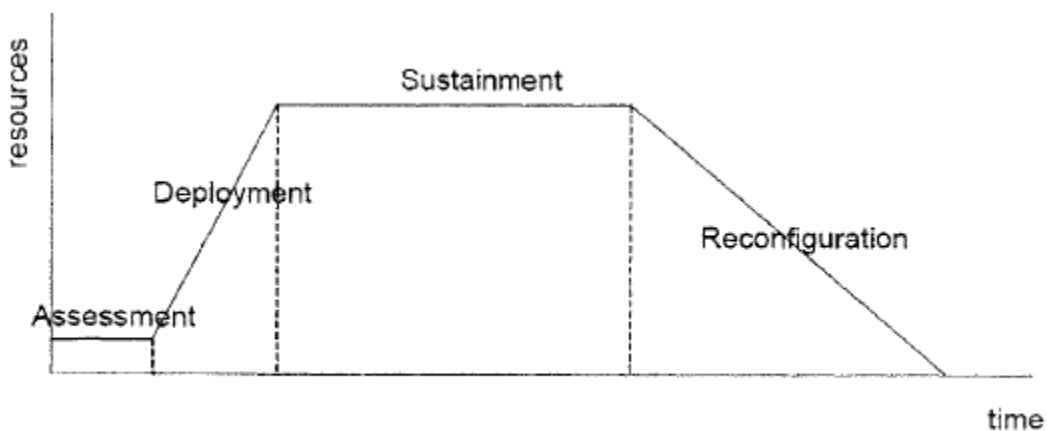 resources
Sustainment
Deployment
Reconfiguration
Assessment
time